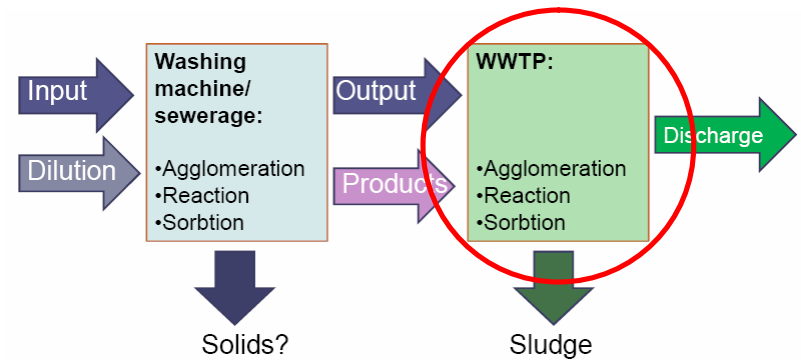 Input
Dilution
Washing
machine/
sewerage:
•Agglomeration
•Reaction
•Sorbtion
Output
Products
WWTP:
•Agglomeration
•Reaction
•Sorbtion
Discharge
Solids?
Sludge